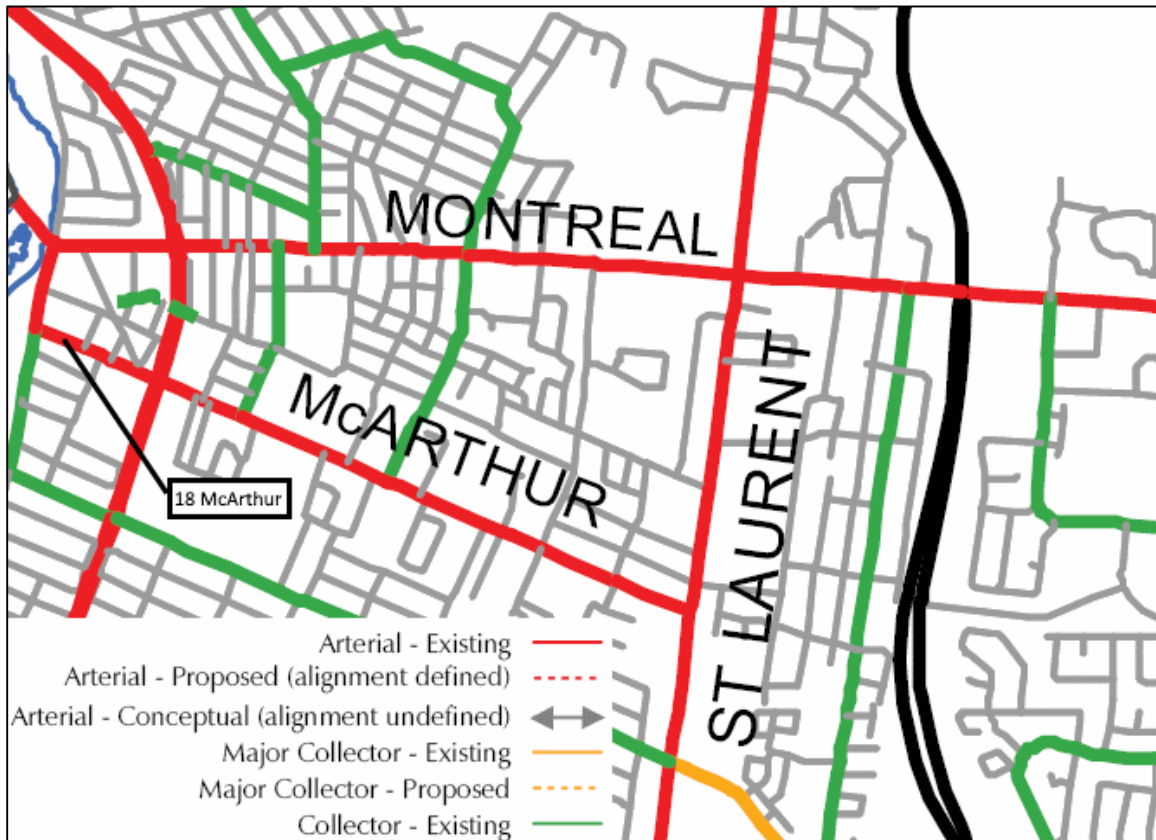 MONTREAL
ST LAURENT
McARTHUR
18 McArthur
Arterial - Existing
Arterial - Proposed (alignment defined)
Arterial - Conceptual (alignment undefined)
Major Collector - Existing
Major Collector - Proposed
Collector - Existing